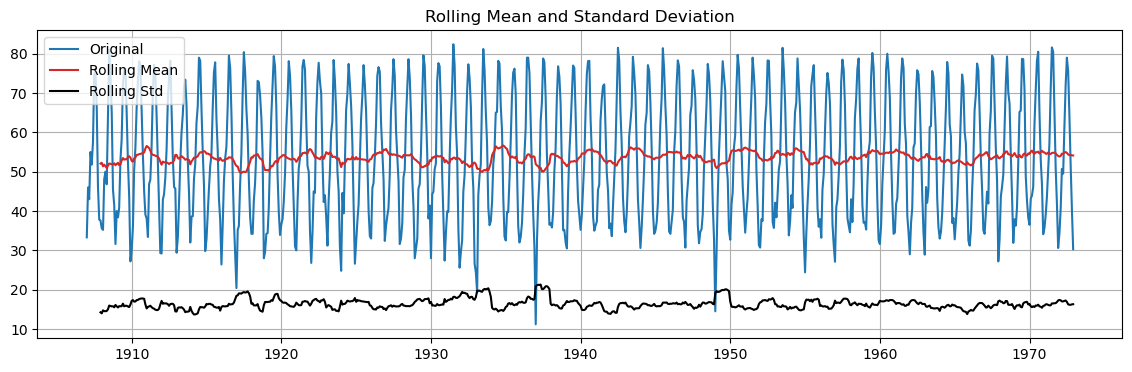 Rolling Mean and Standard Deviation
Original
Rolling Mean
Rolling Std
80
70
60
50
40
30
20
10
1910 1920 1930 1940 1950 1960 1970